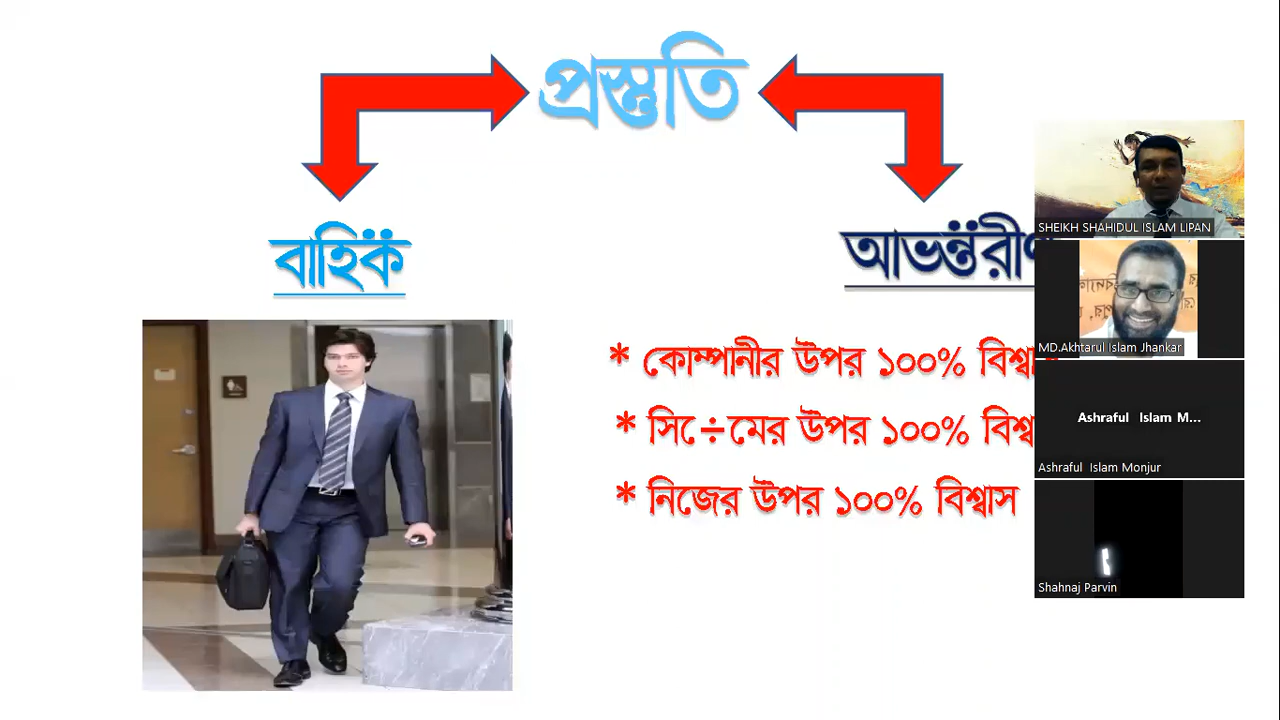 প্রস্তুতি
বাহি্যক
আভ্যন্তরীণ
* কোম্পানীর উপর ১০০% বিশ্বাস
* সিে÷মের উপর ১০০% বিশ্বা
* নিজের উপর ১০০% বিশ্বাস
SHEIKH SHAHIDUL ISLAM LIPAN
MD.Akhtarul Islam Jhankar
Ashraful Islam M...
Ashraful Islam Monjur
Shahnaj Parvin